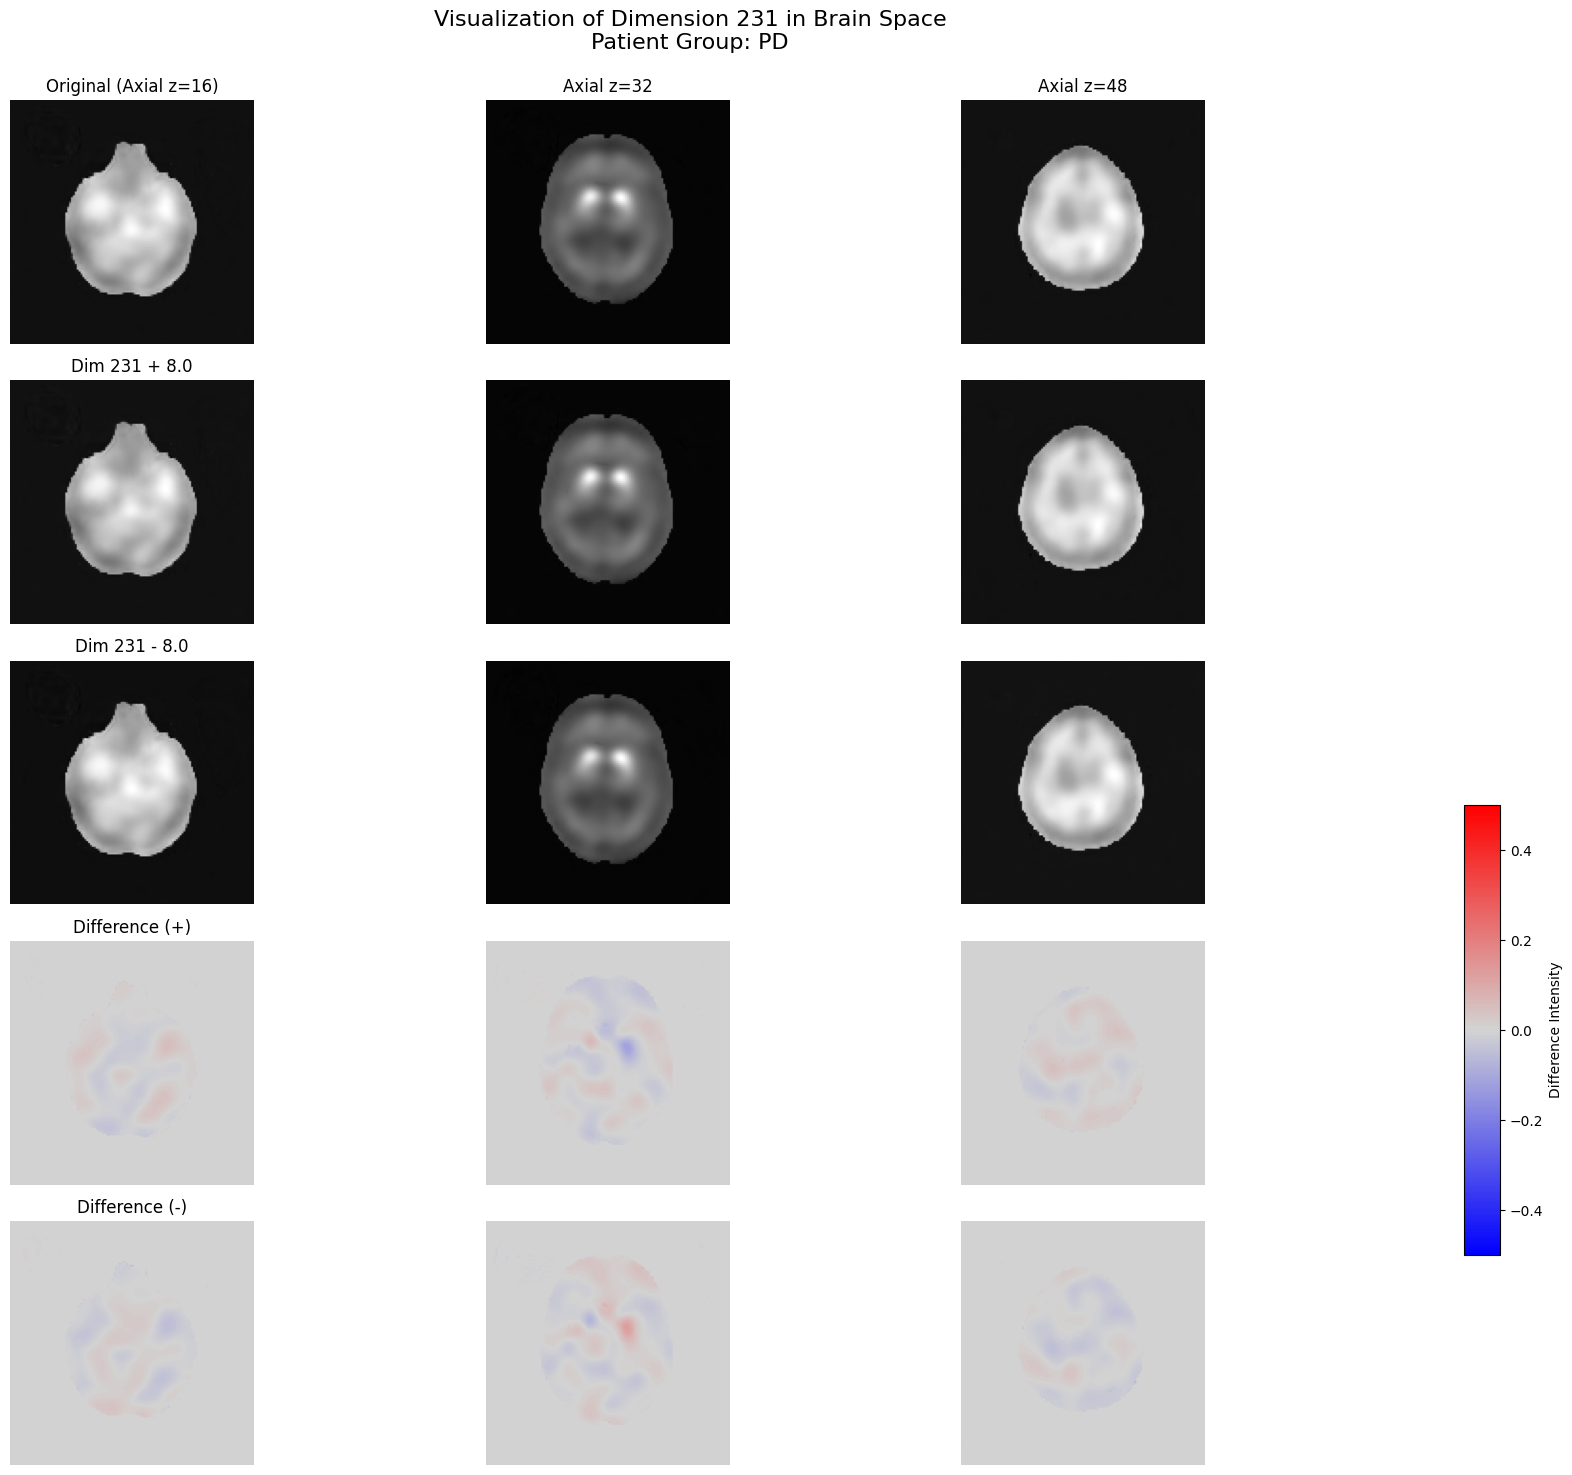 Visualization of Dimension 231 in Brain Space
Patient Group: PD
Original (Axial z=16)
Axial z=32
Axial z=48
Dim 231 + 8.0
Dim 231 - 8.0
Difference (+)
Difference (-)
0.4
0.2
0.0
−0.2
−0.4
Difference Intensity